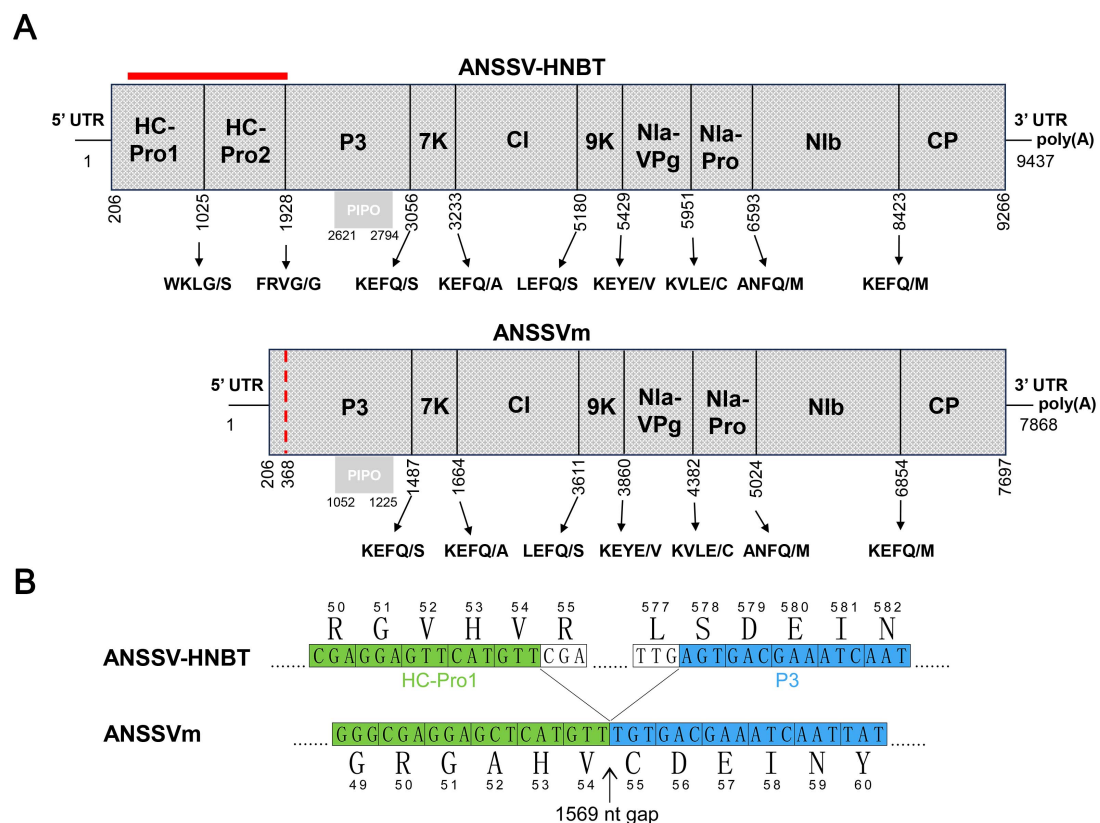 A
ANSSV-HNBT
5' UTR
1
HC-Pro1
HC-Pro2
P3
7K
CI
9K
NIa-VPg
NIa-Pro
NIb
CP
3' UTR
poly(A)
9437
206
1025
1928
PIPO
2621 2794
3056
3233
5180
5429
5951
6593
8423
9266
WKLG/S FRVG/G KEFQ/S KEFQ/A LEFQ/S KEYE/V KVLE/C ANFQ/M KEFQ/M
ANSSVm
5' UTR
1
P3
7K
CI
9K
NIa-VPg
NIa-Pro
NIb
CP
3' UTR
poly(A)
7868
206
368
PIPO
1052 1225
1487
1664
3611
3860
4382
5024
6854
7697
KEFQ/S KEFQ/A LEFQ/S KEYE/V KVLE/C ANFQ/M KEFQ/M
B
50 51 52 53 54 55 577 578 579 580 581 582
R G V H V R L S D E I N
ANSSV-HNBT ....... CGAGGAGTTCATGTTCGA ....... TTGAGTGACGAAATCAAT .......
HC-Pro1 P3
ANSSVm ....... GGGCGAGGAGCTCATGTTTGTGACGAAATCAATTAT .......
G R G A H V C D E I N Y
49 50 51 52 53 54 55 56 57 58 59 60
1569 nt gap